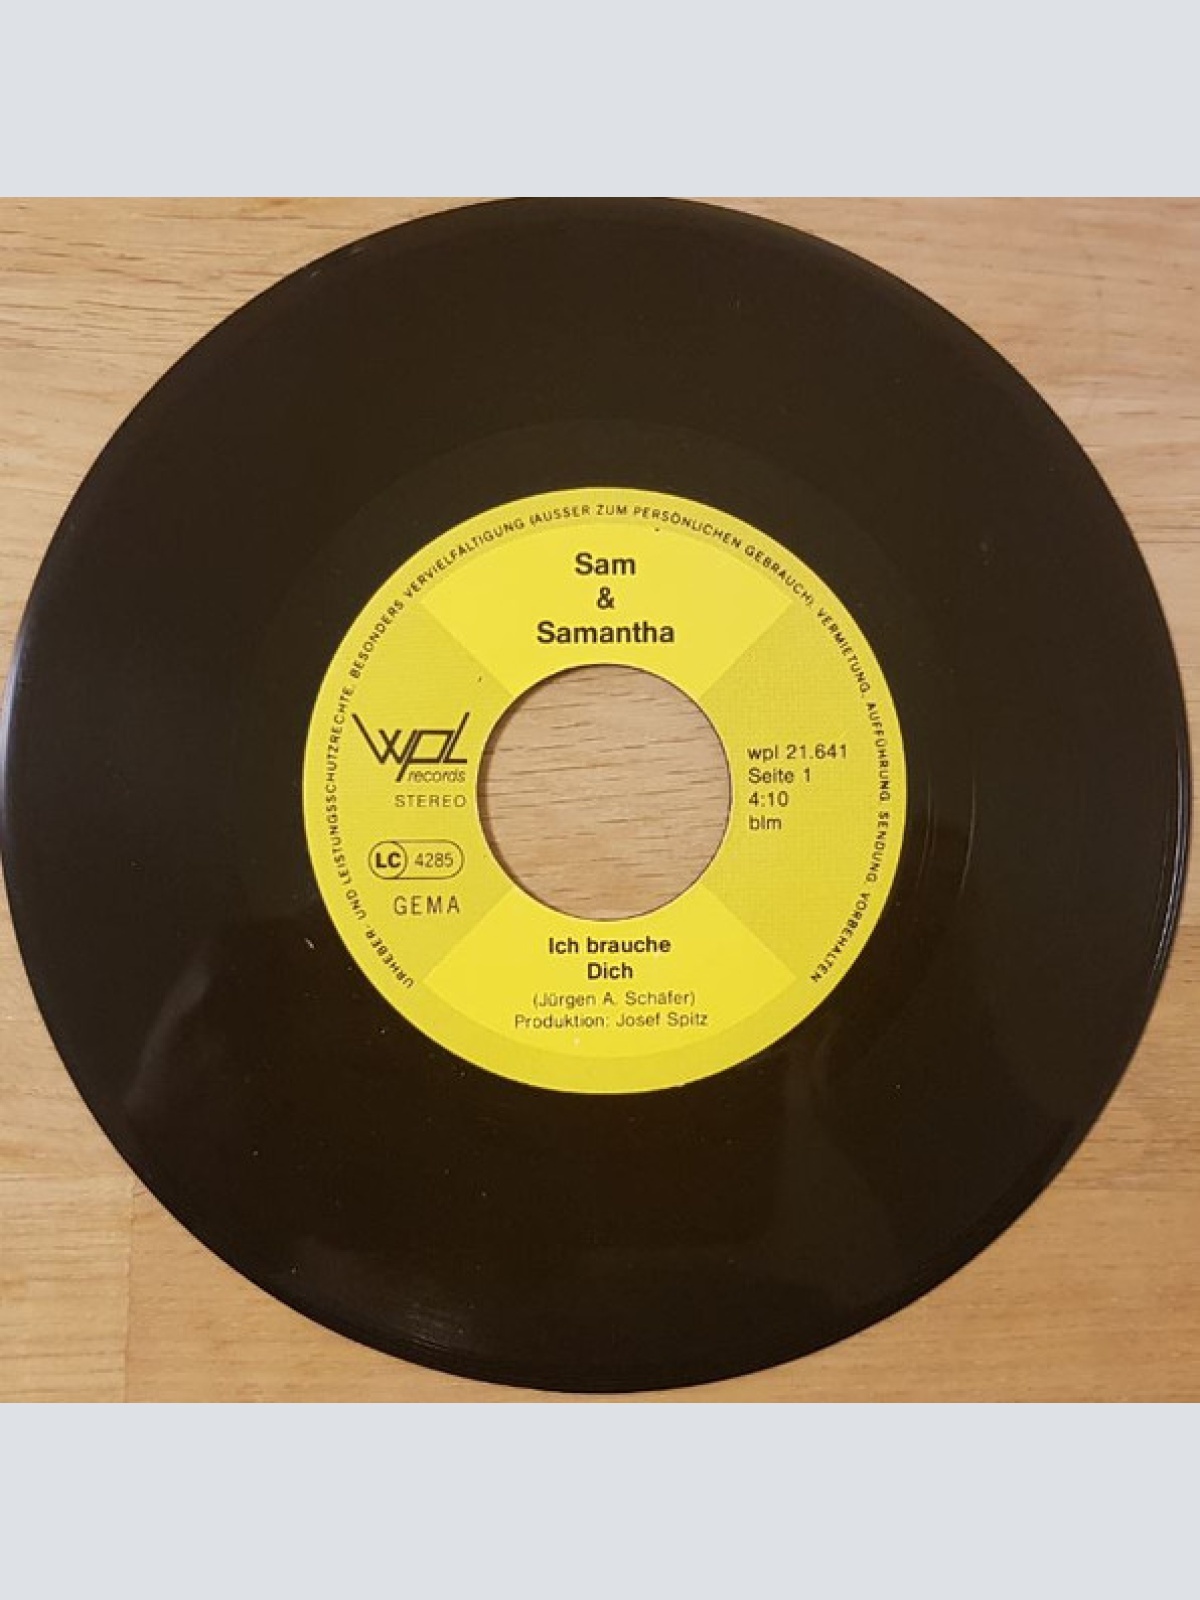 URHEBER- UND LEISTUNGSSCHUTZRECHTE, BESONDERS VERVIELFÄLTIGUNG (AUSSER ZUM PERSÖNLICHEN GEBRAUCH), VERMIETUNG, AUFFÜHRUNG, SENDUNG, VORBEHALTEN
Sam
&
Samantha
wpl
records
STEREO
LC 4285
GEMA
wpl 21.641
Seite 1
4:10
blm
Ich brauche
Dich
(Jürgen A. Schäfer)
Produktion: Josef Spitz